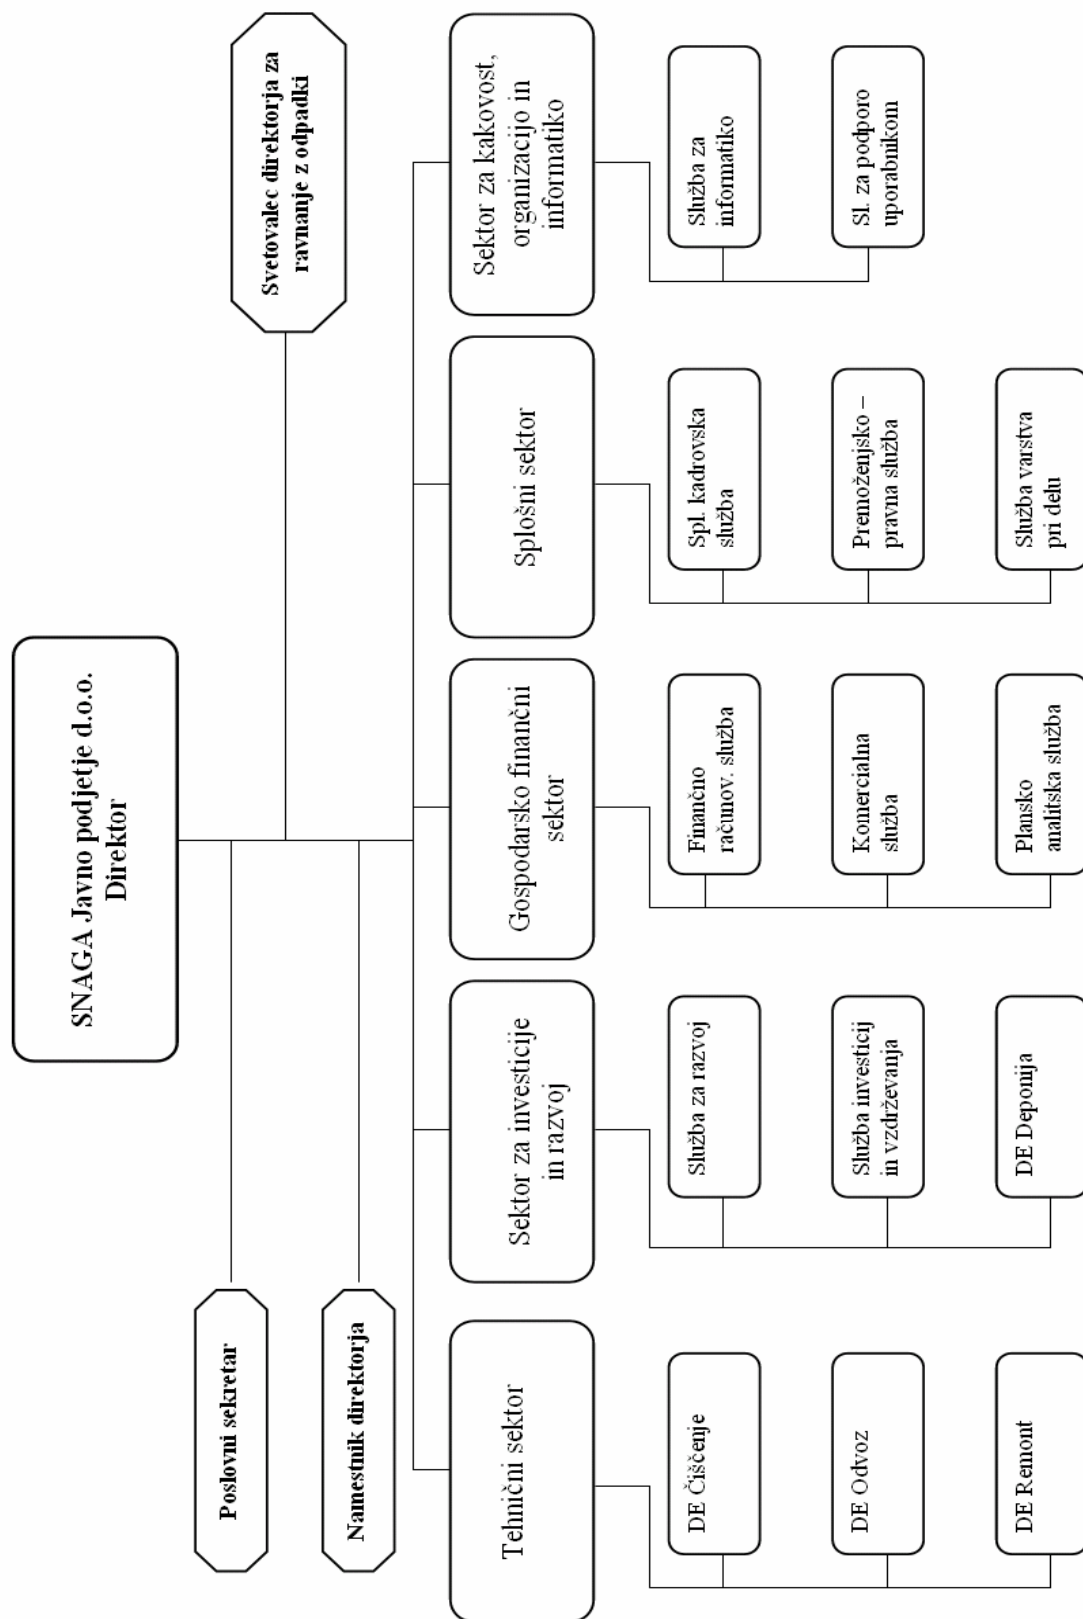 SNAGA Javno podjetje d.o.o.
Direktor
Poslovni sekretar
Svetovalec direktorja za
ravnanje z odpadki
Namestnik direktorja
Tehnični sektor
Sektor za investicije
in razvoj
Gospodarsko finančni
sektor
Splošni sektor
Sektor za kakovost,
organizacijo in
informatiko
DE Čiščenje
DE Odvoz
DE Remont
Služba za razvoj
Služba investicij
in vzdrževanja
DE Deponija
Finančno
računov. služba
Komercialna
služba
Plansko
analitska služba
Spl. kadrovska
služba
Premoženjsko –
pravna služba
Služba varstva
pri delu
Služba za
informatiko
Sl. za podporo
uporabnikom